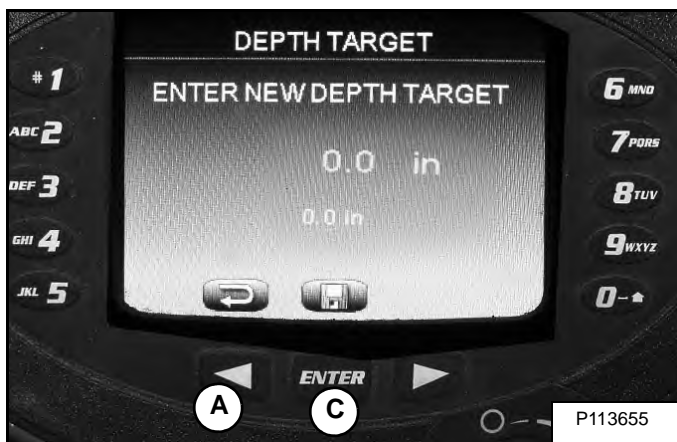 DEPTH TARGET
ENTER NEW DEPTH TARGET
0.0 in
0.0 in
# 1
ABC 2
DEF 3
GHI 4
JKL 5
6 MNO
7 PQRS
8 TUV
9 WXYZ
0
ENTER
A
C
P113655